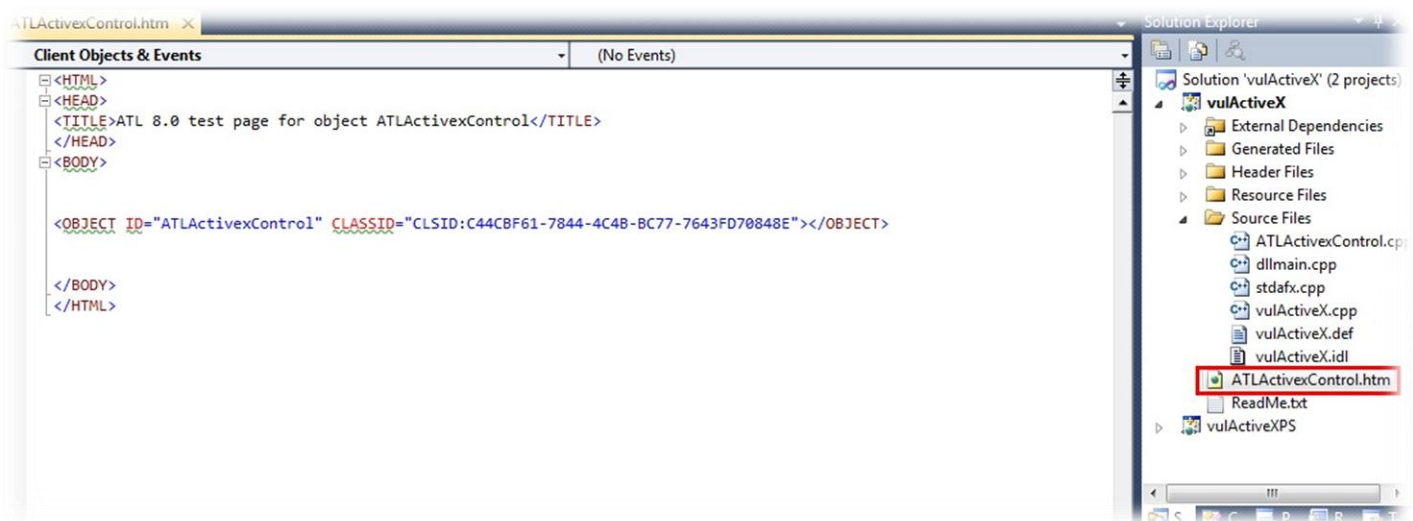 ATLActivexControl.htm
Client Objects & Events
(No Events)
<HTML>
<HEAD>
<TITLE>ATL 8.0 test page for object ATLActivexControl</TITLE>
</HEAD>
<BODY>
<OBJECT ID="ATLActivexControl" CLASSID="CLSID:C44CBF61-7844-4C4B-BC77-7643FD70848E"></OBJECT>
</BODY>
</HTML>
Solution Explorer
Solution 'vulActiveX' (2 projects)
vulActiveX
External Dependencies
Generated Files
Header Files
Resource Files
Source Files
ATLActivexControl.cp
dllmain.cpp
stdafx.cpp
vulActiveX.cpp
vulActiveX.def
vulActiveX.idl
ATLActivexControl.htm
ReadMe.txt
vulActiveXPS